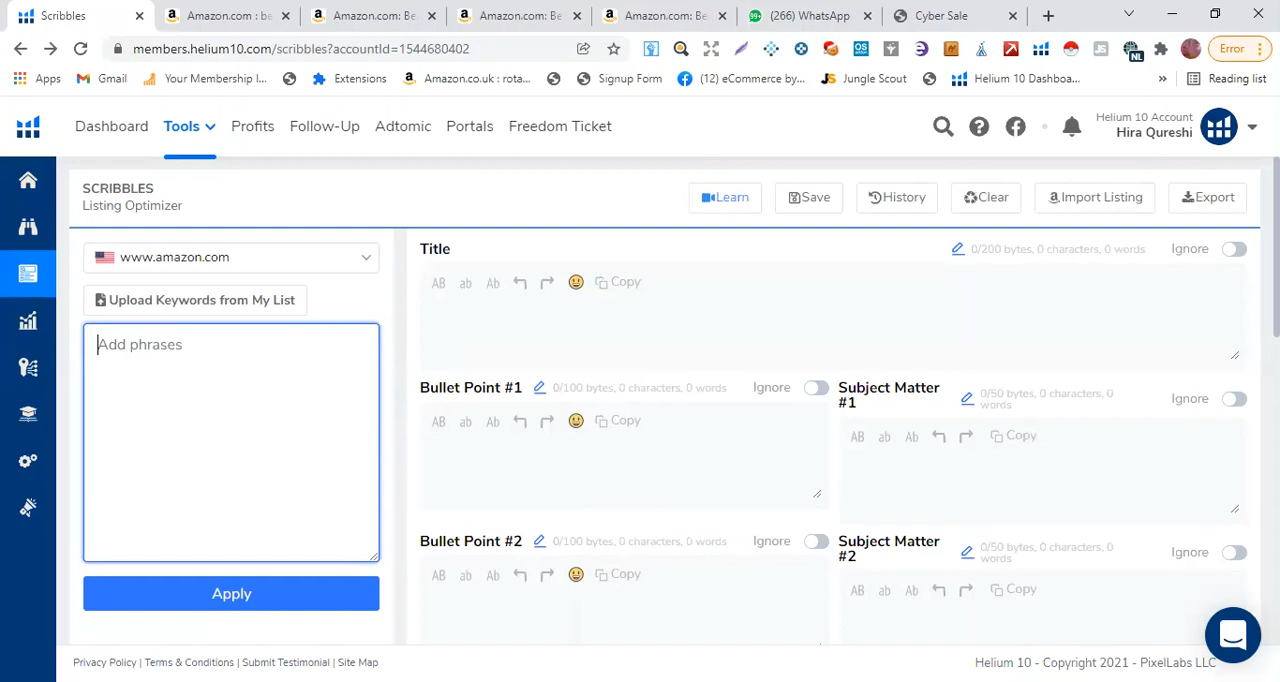 Scribbles
Amazon.com : be
Amazon.com: Be
Amazon.com: Be
Amazon.com: Be
99+
(266) WhatsApp
Cyber Sale
members.helium10.com/scribbles?accountId=1544680402
OS
JS
NL
Error
Apps
Gmail
Your Membership I...
Extensions
Amazon.co.uk : rota...
Signup Form
(12) eCommerce by...
JS Jungle Scout
Helium 10 Dashboa...
»
Reading list
Dashboard
Tools
Profits
Follow-Up
Adtomic
Portals
Freedom Ticket
Helium 10 Account
Hira Qureshi
SCRIBBLES
Listing Optimizer
Learn
Save
History
Clear
Import Listing
Export
www.amazon.com
Upload Keywords from My List
Add phrases
Apply
Title
0/200 bytes, 0 characters, 0 words
Ignore
AB ab Ab Copy
Bullet Point #1
0/100 bytes, 0 characters, 0 words
Ignore
AB ab Ab Copy
Subject Matter
#1
0/50 bytes, 0 characters, 0
words
Ignore
AB ab Ab Copy
Bullet Point #2
0/100 bytes, 0 characters, 0 words
Ignore
AB ab Ab Copy
Subject Matter
#2
0/50 bytes, 0 characters, 0
words
Ignore
AB ab Ab Copy
Privacy Policy | Terms & Conditions | Submit Testimonial | Site Map
Helium 10 - Copyright 2021 - PixelLabs LLC